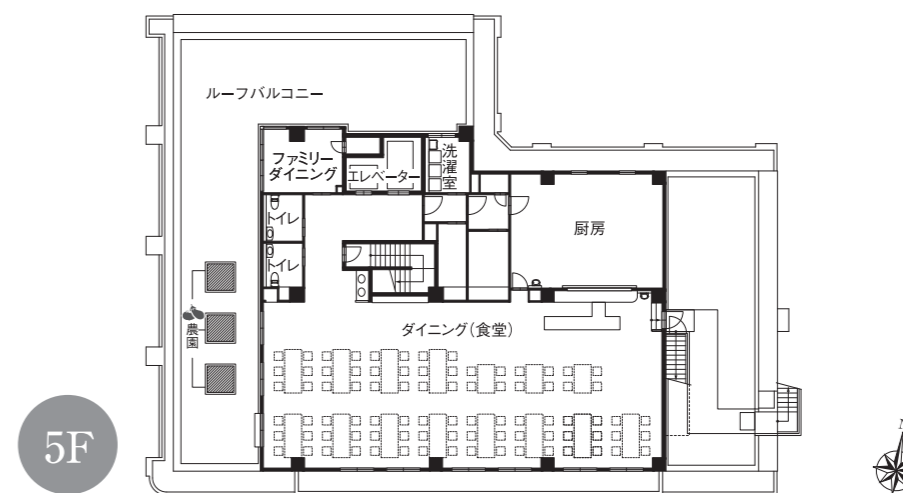 ルーフバルコニー
ファミリー
ダイニング
エレベーター
洗濯室
トイレ
厨房
トイレ
農園
ダイニング(食堂)
5F
N